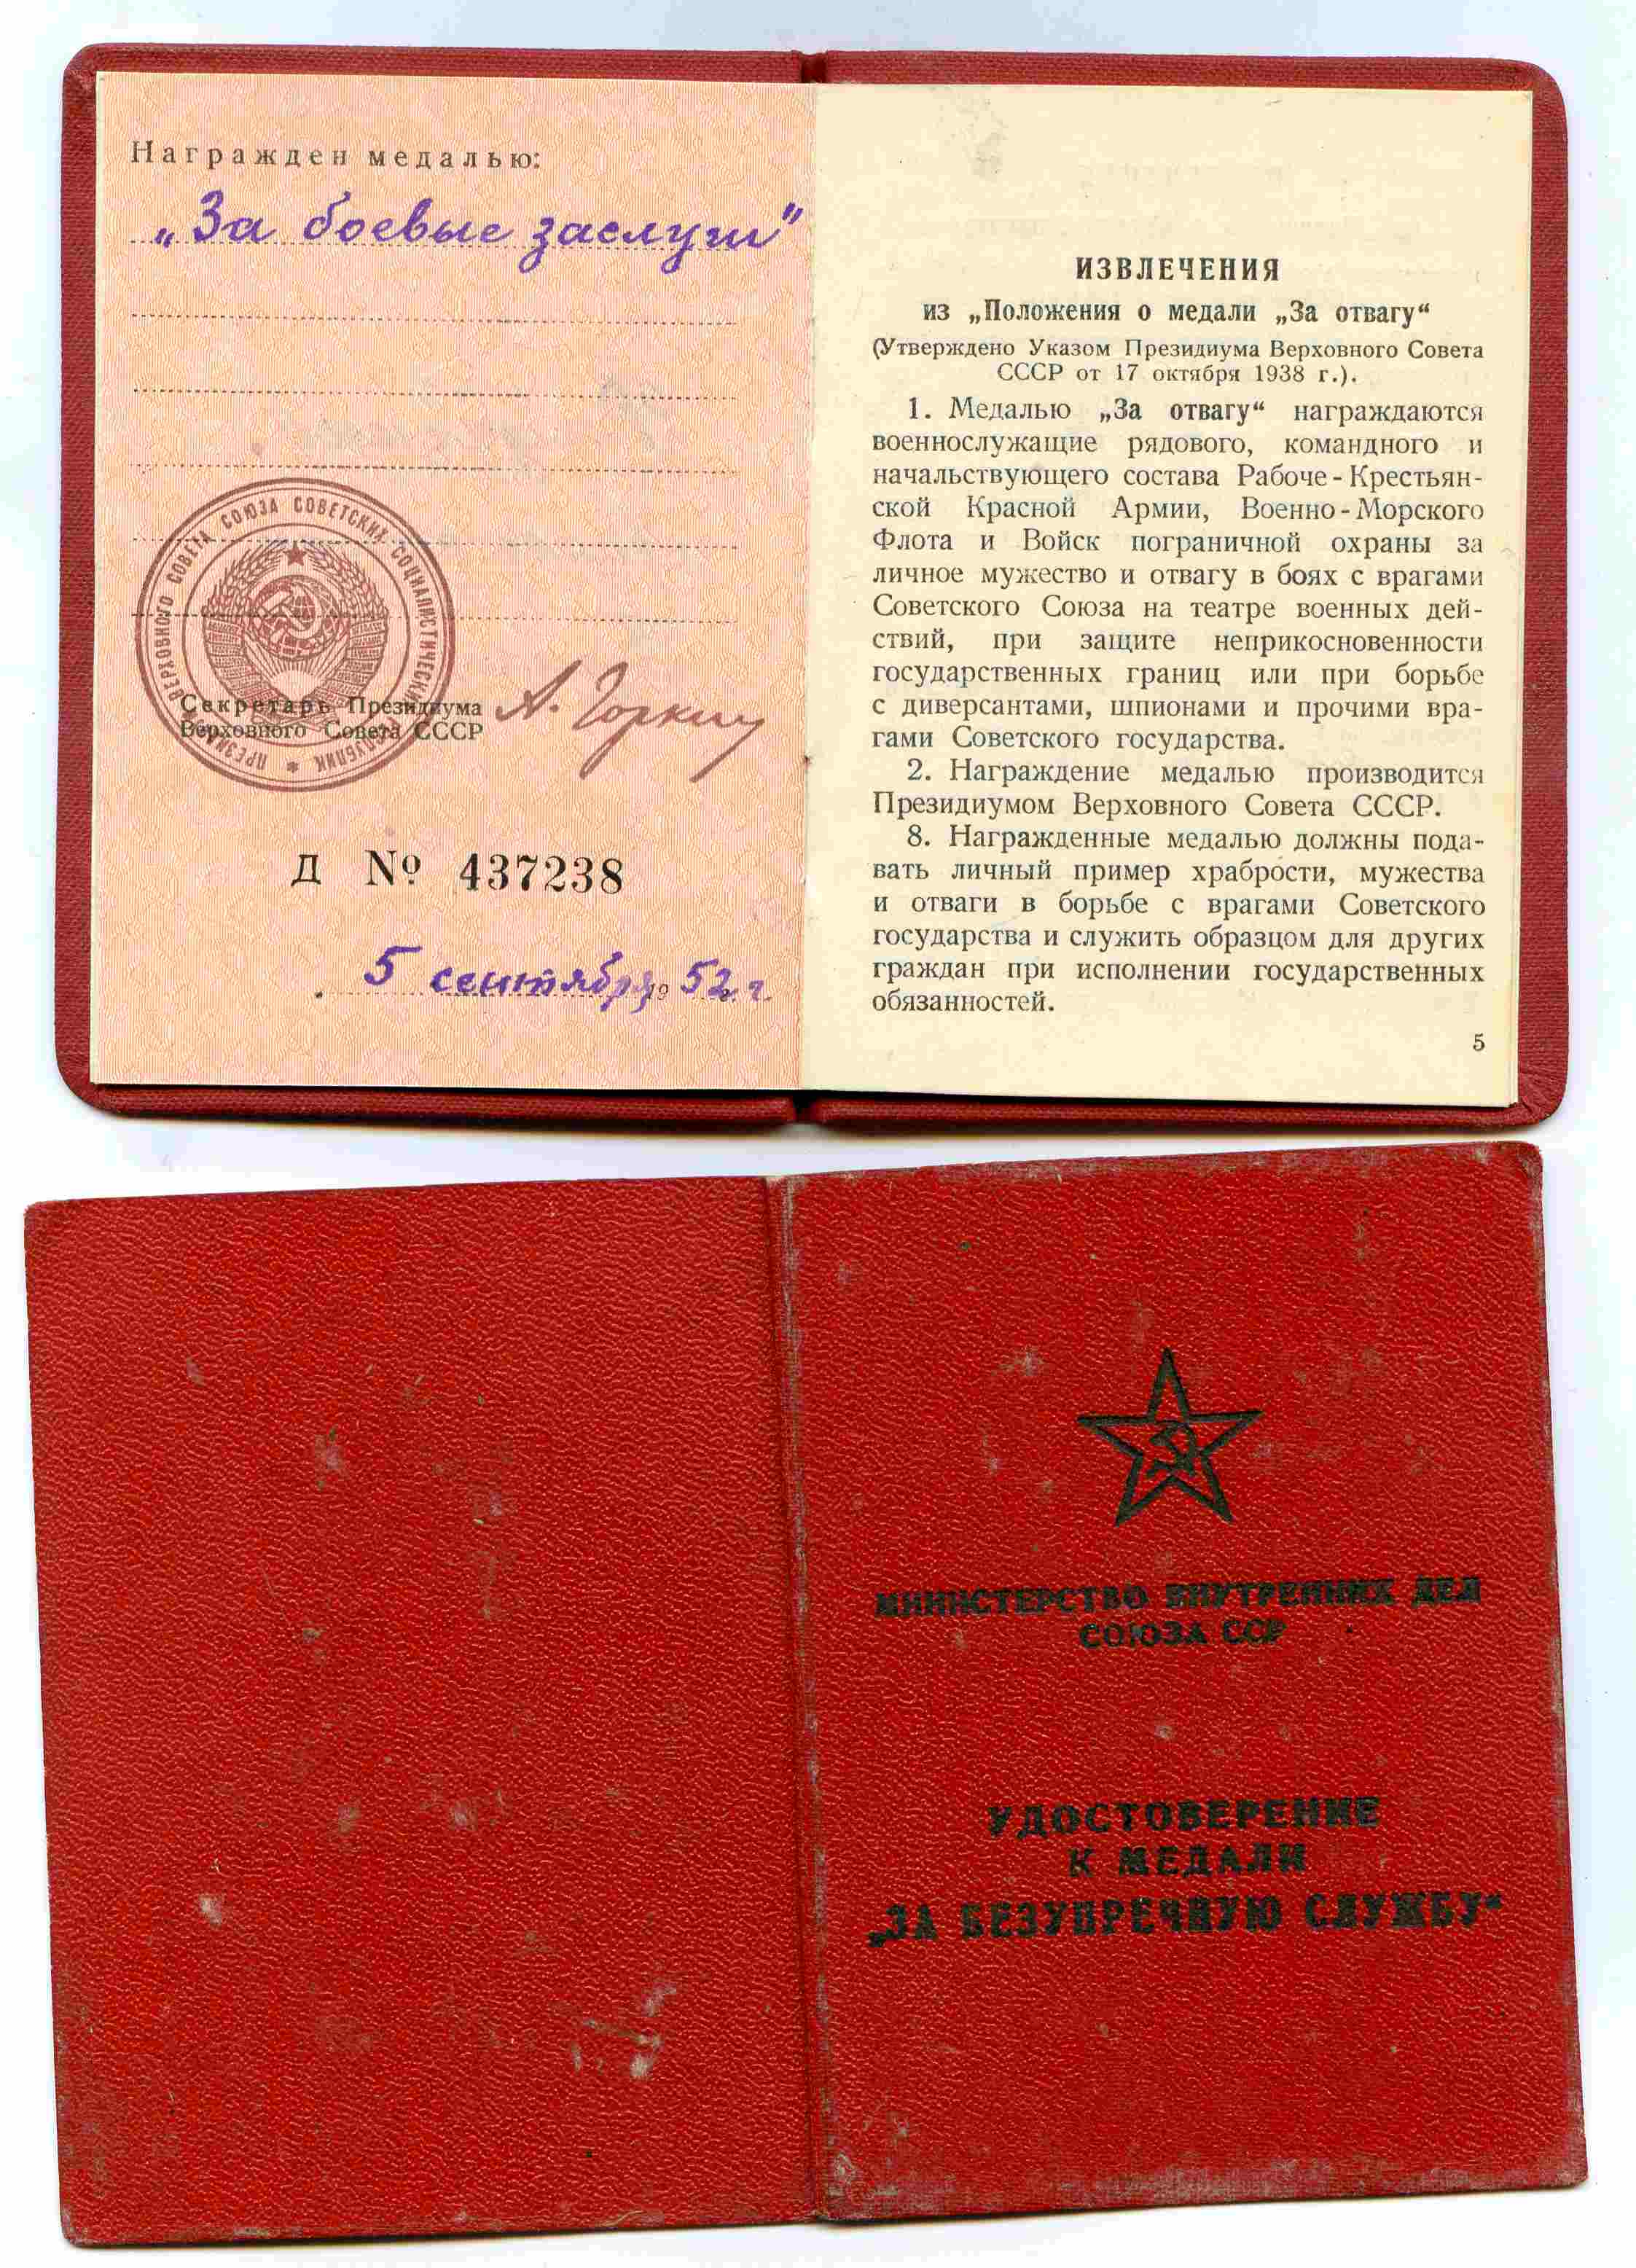 Награжден медалью:
„За боевые заслуги"
ПРЕЗИДИУМ ВЕРХОВНОГО СОВЕТА СОЮЗА СОВЕТСКИХ СОЦИАЛИСТИЧЕСКИХ РЕСПУБЛИК *
Секретарь Президиума
Верховного Совета СССР
А. Горкин
Д № 437238
5 сентября 1952 г.
ИЗВЛЕЧЕНИЯ
из „Положения о медали „За отвагу“
(Утверждено Указом Президиума Верховного Совета
СССР от 17 октября 1938 г.).
1. Медалью „За отвагу“ награждаются
военнослужащие рядового, командного и
начальствующего состава Рабоче-Крестьян-
ской Красной Армии, Военно-Морского
Флота и Войск пограничной охраны за
личное мужество и отвагу в боях с врагами
Советского Союза на театре военных дей-
ствий, при защите неприкосновенности
государственных границ или при борьбе
с диверсантами, шпионами и прочими вра-
гами Советского государства.
2. Награждение медалью производится
Президиумом Верховного Совета СССР.
8. Награжденные медалью должны пода-
вать личный пример храбрости, мужества
и отваги в борьбе с врагами Советского
государства и служить образцом для других
граждан при исполнении государственных
обязанностей.
5
МИНИСТЕРСТВО ВНУТРЕННИХ ДЕЛ
СОЮЗА ССР
УДОСТОВЕРЕНИЕ
К МЕДАЛИ
„ЗА БЕЗУПРЕЧНУЮ СЛУЖБУ“